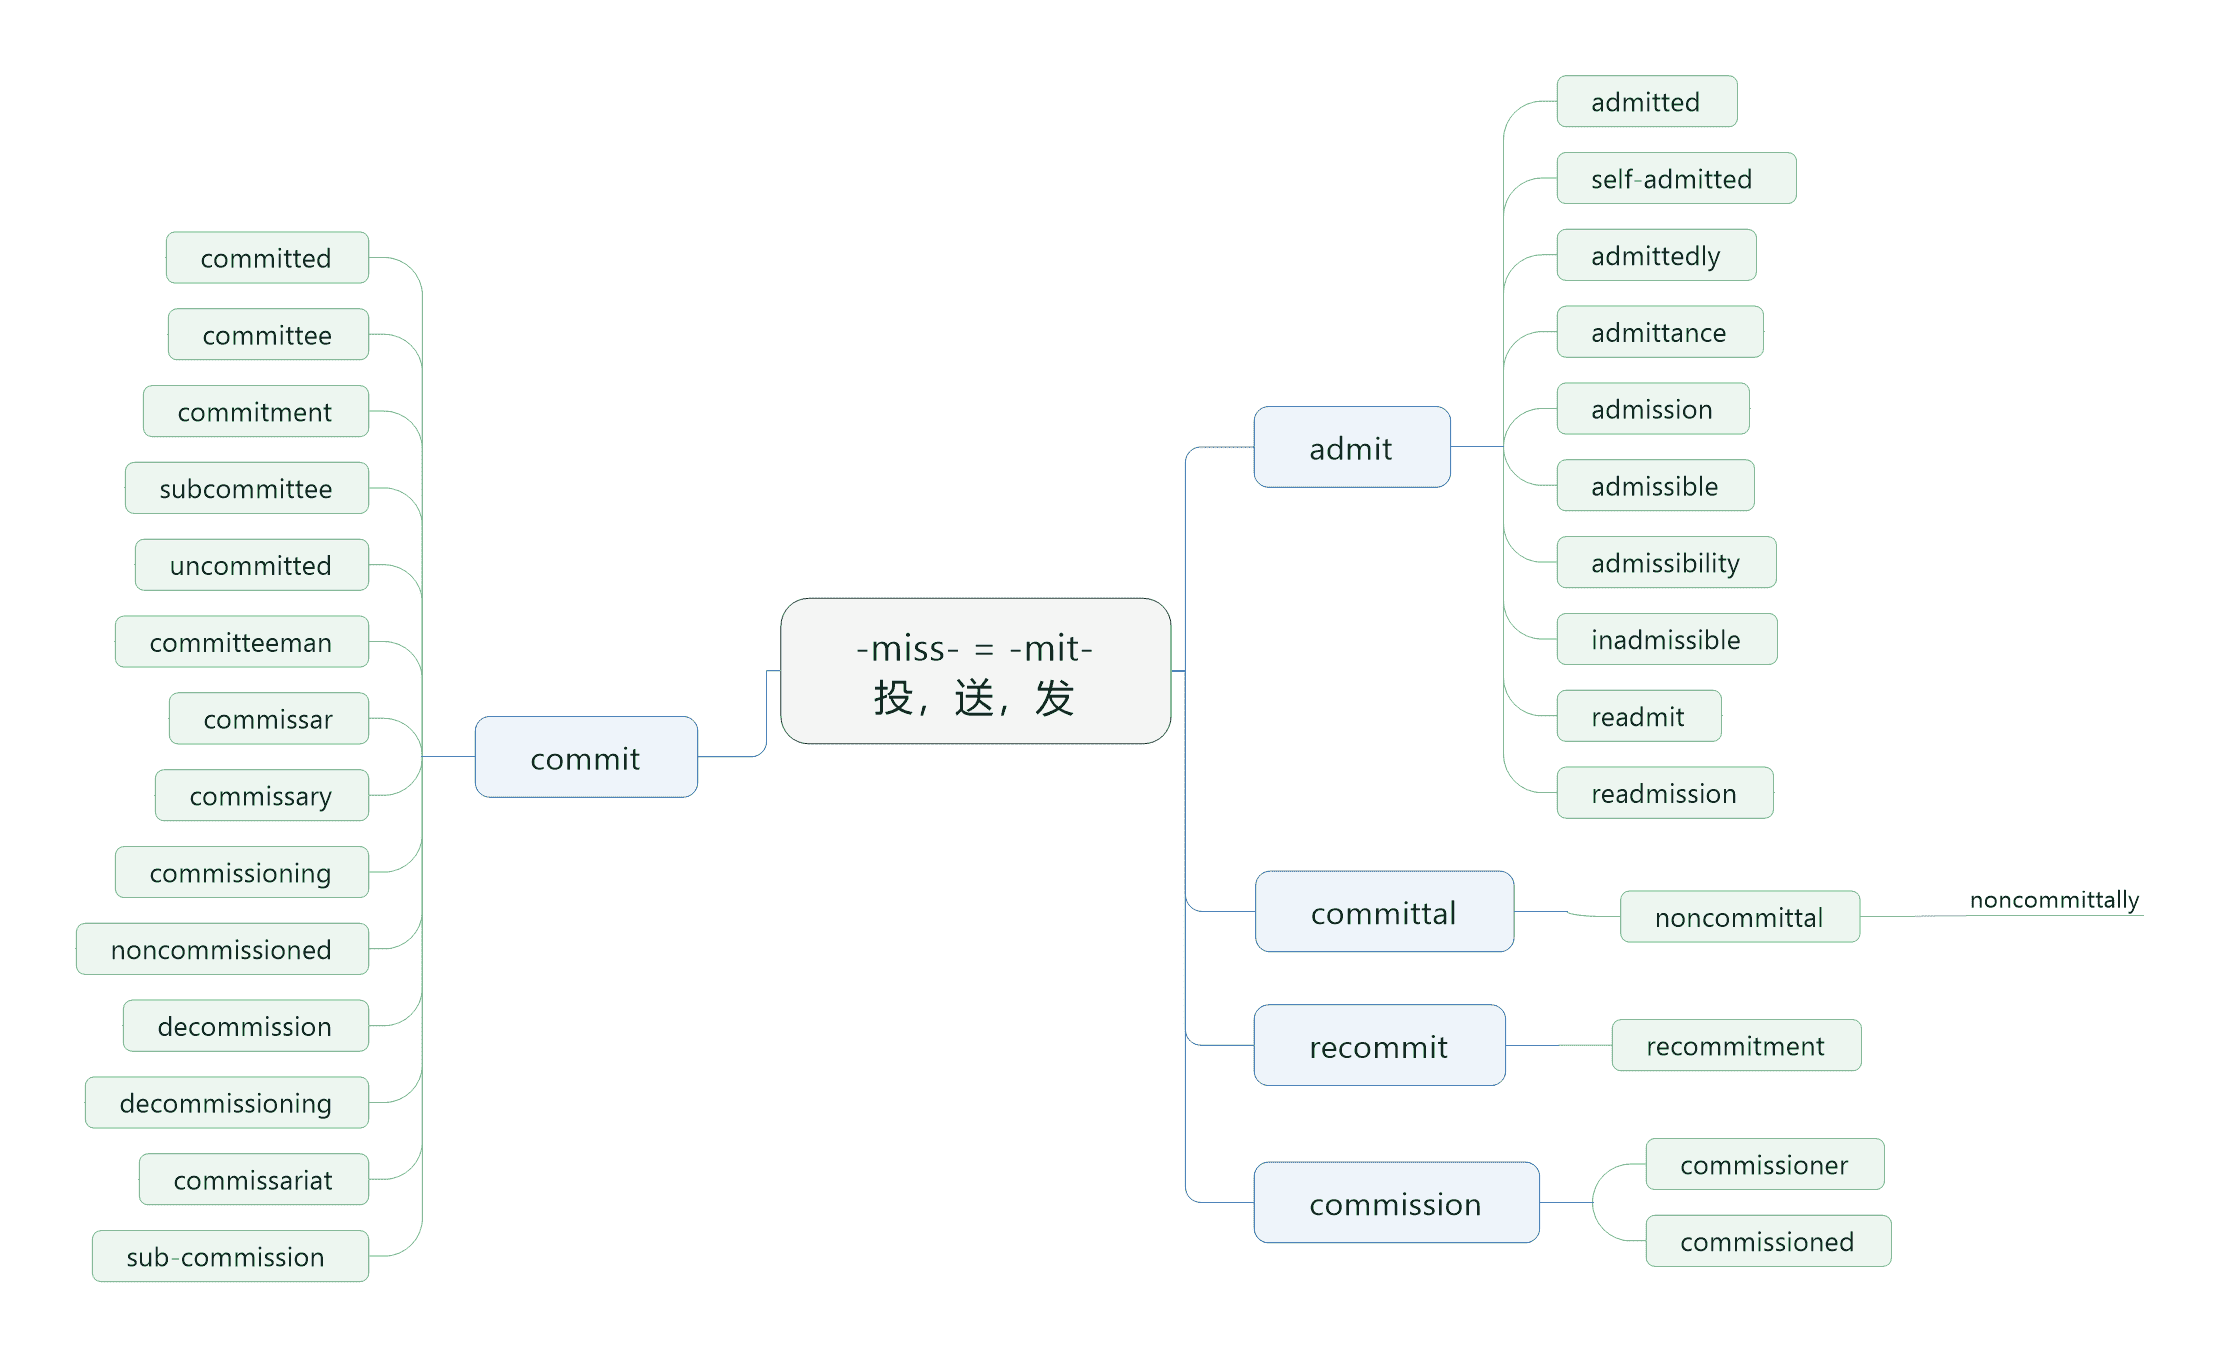 -miss- = -mit-
投，送，发
admit
admitted
self-admitted
admittedly
admittance
admission
admissible
admissibility
inadmissible
readmit
readmission
committal
noncommittal
noncommittally
recommit
recommitment
commission
commissioner
commissioned
commit
committed
committee
commitment
subcommittee
uncommitted
committeeman
commissar
commissary
commissioning
noncommissioned
decommission
decommissioning
commissariat
sub-commission